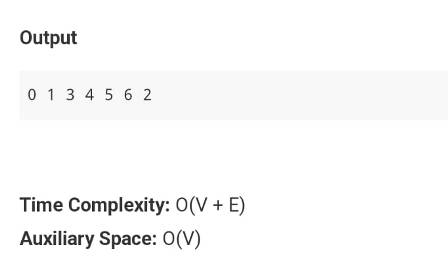 Output
0 1 3 4 5 6 2
Time Complexity: O(V + E)
Auxiliary Space: O(V)